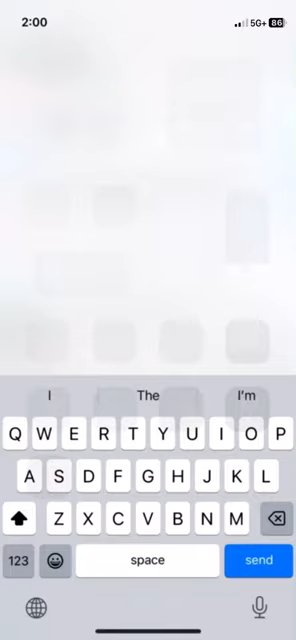 2:00 5G+ 86
I The I'm
Q W E R T Y U I O P
A S D F G H J K L
Z X C V B N M
123 space send